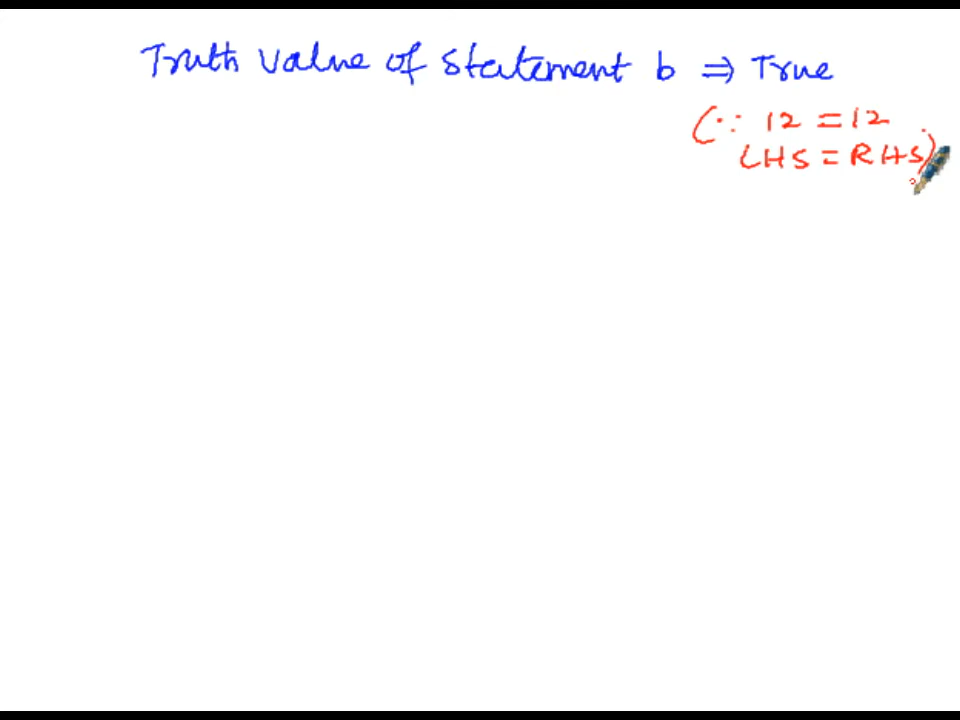 Truth value of statement b ⇒ True
(∵ 12 = 12
LHS = RHS)